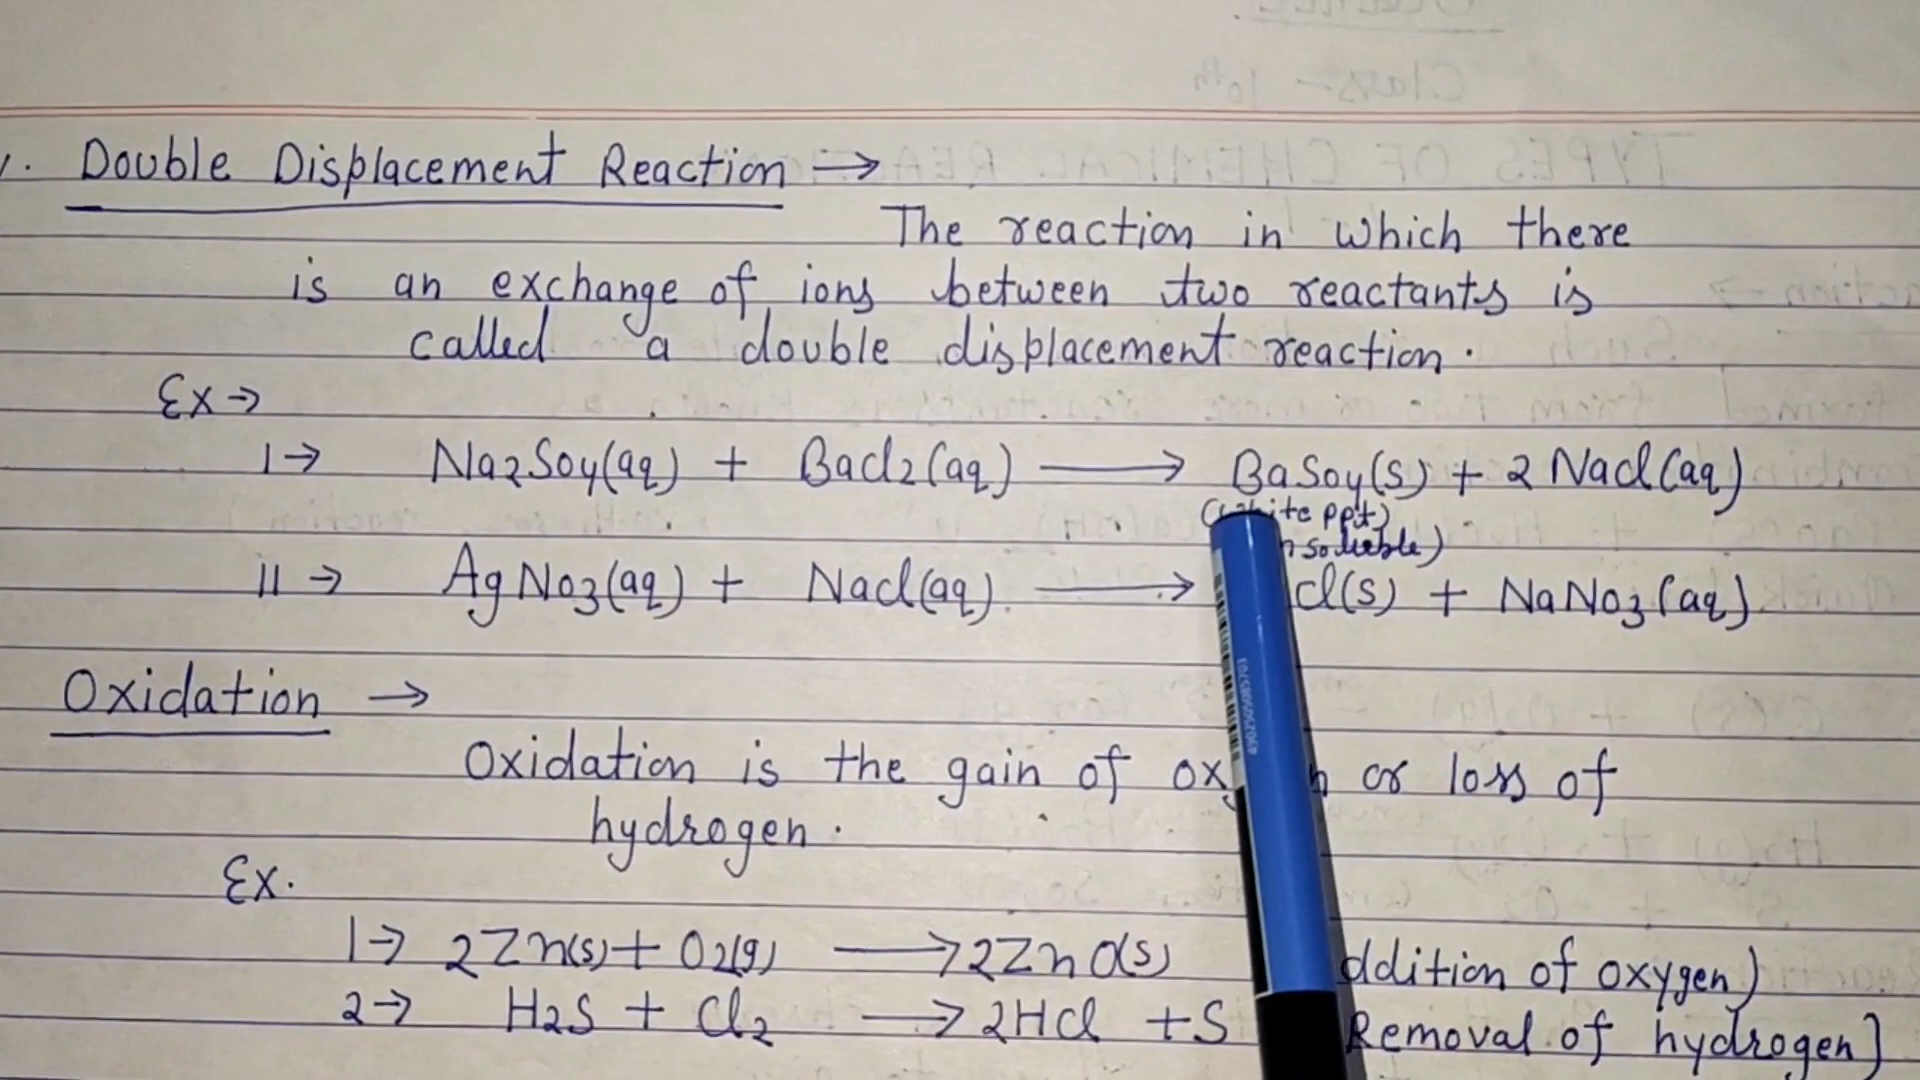 Double Displacement Reaction →
The reaction in which there
is an exchange of ions between two reactants is
called a double displacement reaction.
Ex →
1 → Na2So4(aq) + Bacl2(aq) → BaSo4(s) + 2 Nacl(aq)
(white ppt)
11 → AgNo3(aq) + Nacl(aq) → cl(s) + NaNo3(aq)
Oxidation →
Oxidation is the gain of or loss of
hydrogen.
Ex.
1 → 2Zn(s) + O2(g) → 2ZnO(s) ddition of oxygen)
2 → H2S + Cl2 → 2HCl + S Removal of hydrogen)